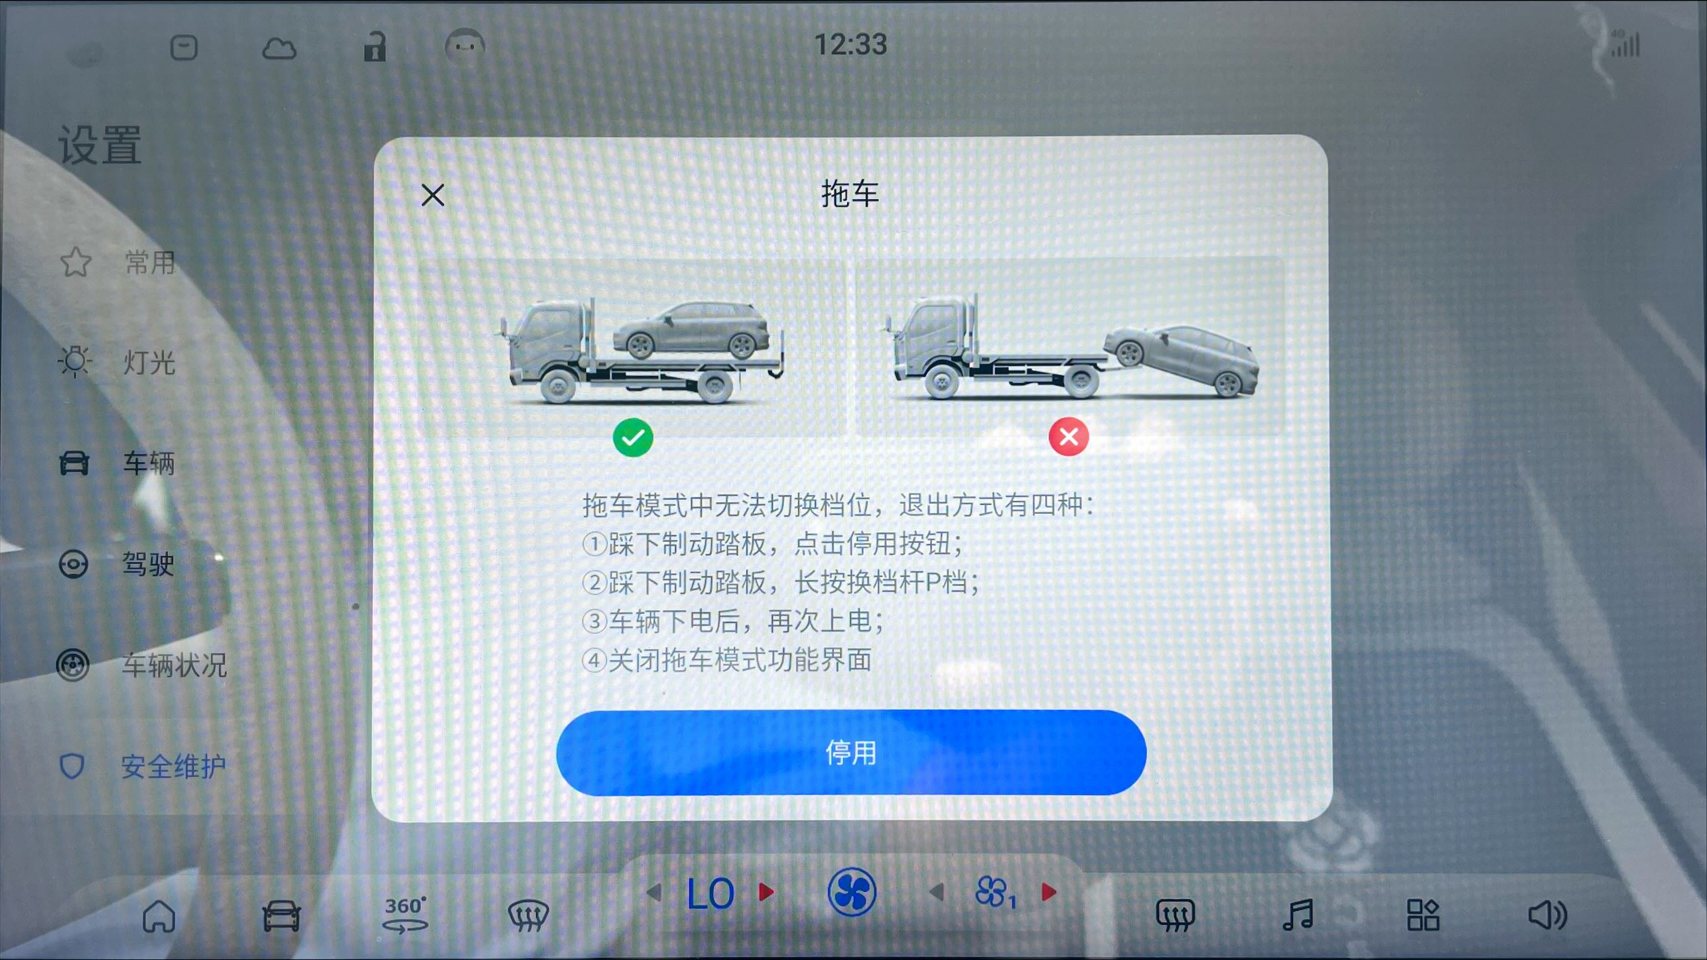 12:33
4G
设置
拖车
常用
灯光
车辆
驾驶
车辆状况
安全维护
拖车模式中无法切换档位，退出方式有四种：
①踩下制动踏板，点击停用按钮；
②踩下制动踏板，长按换档杆P档；
③车辆下电后，再次上电；
④关闭拖车模式功能界面
停用
360°
LO
1